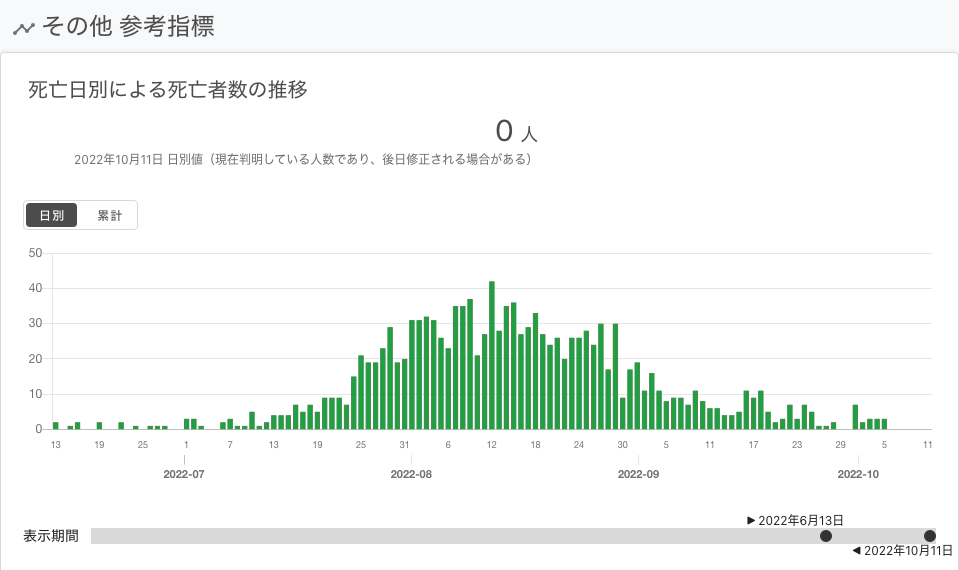 その他 参考指標
死亡日別による死亡者数の推移
0 人
2022年10月11日 日別値（現在判明している人数であり、後日修正される場合がある）
日別 累計
50
40
30
20
10
0
13 19 25 1 7 13 19 25 31 6 12 18 24 30 5 11 17 23 29 5 11
2022-07 2022-08 2022-09 2022-10
▶ 2022年6月13日
表示期間
◀ 2022年10月11日